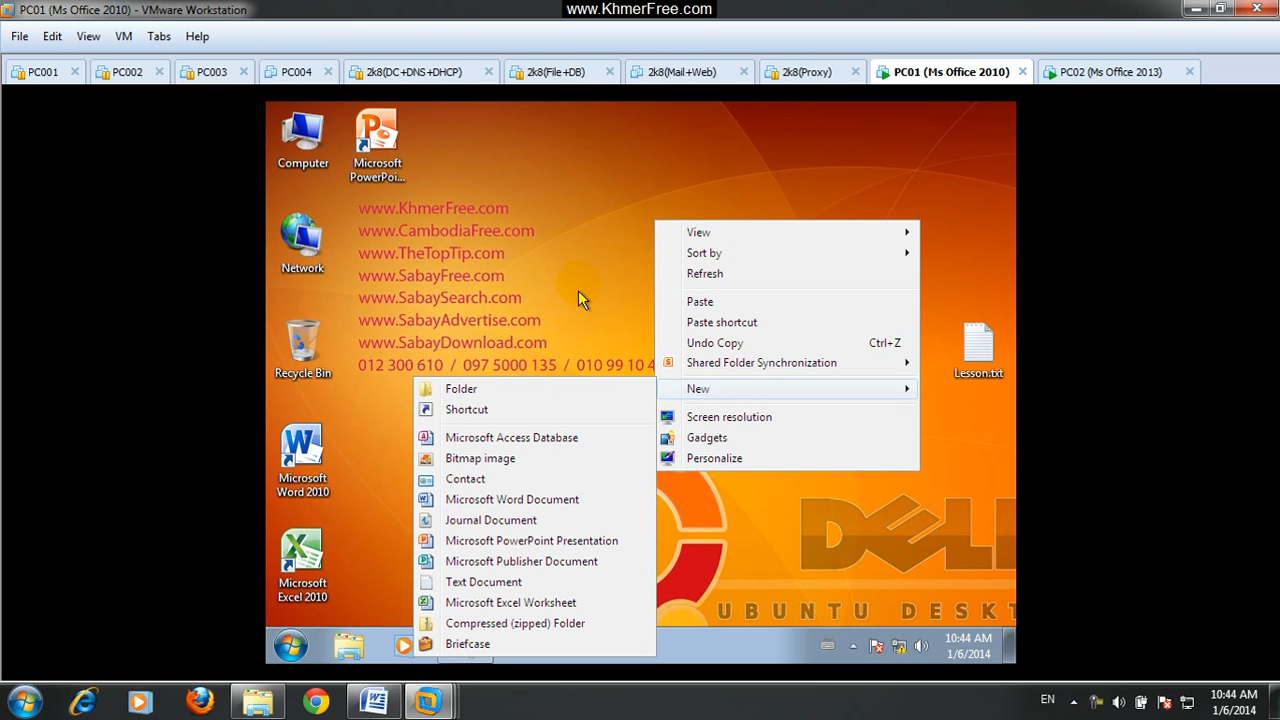 PC01 (Ms Office 2010) - VMware Workstation
www.KhmerFree.com
File Edit View VM Tabs Help
PC001 PC002 PC003 PC004 2k8(DC+DNS+DHCP) 2k8(File+DB) 2k8(Mail+Web) 2k8(Proxy) PC01 (Ms Office 2010) PC02 (Ms Office 2013)
Computer
Microsoft
PowerPoi...
Network
Recycle Bin
Microsoft
Word 2010
Microsoft
Excel 2010
www.KhmerFree.com
www.CambodiaFree.com
www.TheTopTip.com
www.SabayFree.com
www.SabaySearch.com
www.SabayAdvertise.com
www.SabayDownload.com
012 300 610 / 097 5000 135 / 010 99 10 4
View
Sort by
Refresh
Paste
Paste shortcut
Undo Copy Ctrl+Z
Shared Folder Synchronization
New
Screen resolution
Gadgets
Personalize
Folder
Shortcut
Microsoft Access Database
Bitmap image
Contact
Microsoft Word Document
Journal Document
Microsoft PowerPoint Presentation
Microsoft Publisher Document
Text Document
Microsoft Excel Worksheet
Compressed (zipped) Folder
Briefcase
Lesson.txt
DELL
UBUNTU DESKT
10:44 AM
1/6/2014
EN
10:44 AM
1/6/2014